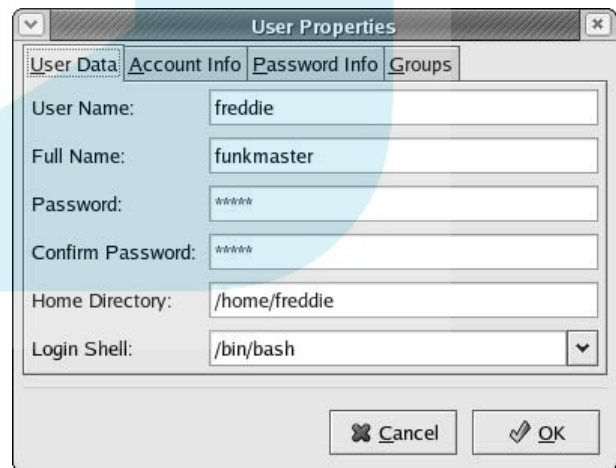 User Properties
User Data Account Info Password Info Groups
User Name: freddie
Full Name: funkmaster
Password: *****
Confirm Password: *****
Home Directory: /home/freddie
Login Shell: /bin/bash
Cancel OK